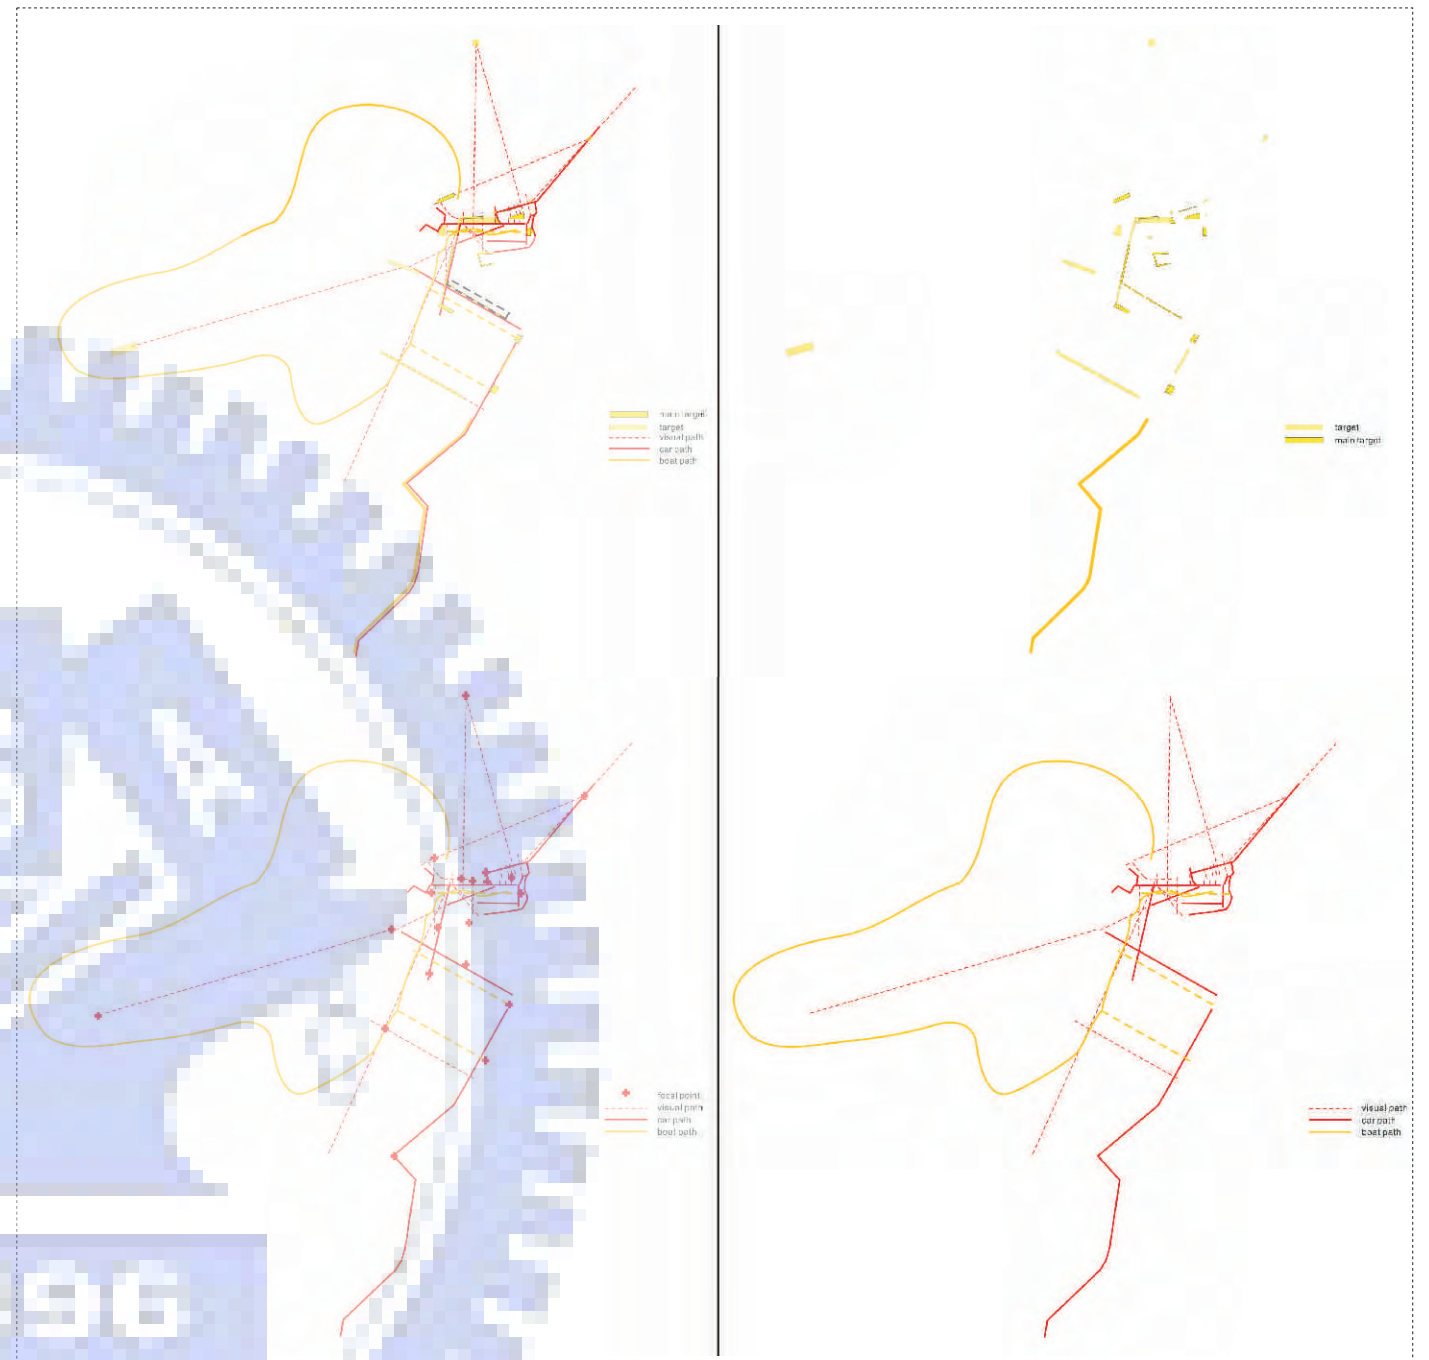 main target
target
visual path
car path
boat path
target
main target
focal point
visual path
car path
boat path
visual path
car path
boat path
96